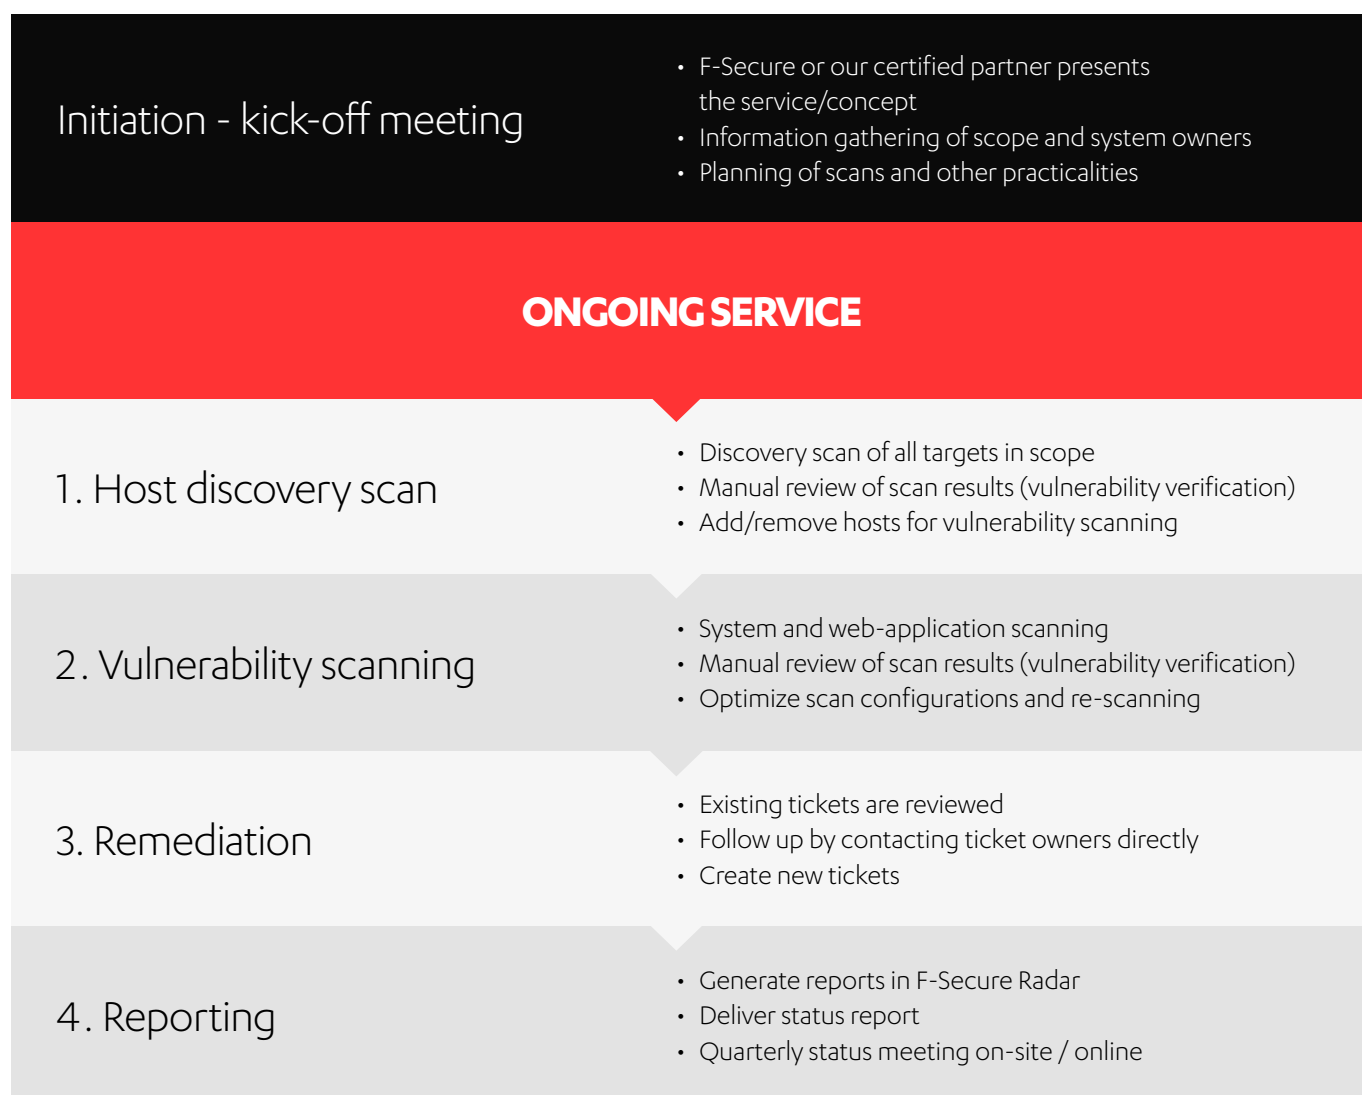 Initiation - kick-off meeting
• F-Secure or our certified partner presents
the service/concept
• Information gathering of scope and system owners
• Planning of scans and other practicalities
ONGOING SERVICE
1. Host discovery scan
• Discovery scan of all targets in scope
• Manual review of scan results (vulnerability verification)
• Add/remove hosts for vulnerability scanning
2. Vulnerability scanning
• System and web-application scanning
• Manual review of scan results (vulnerability verification)
• Optimize scan configurations and re-scanning
3. Remediation
• Existing tickets are reviewed
• Follow up by contacting ticket owners directly
• Create new tickets
4. Reporting
• Generate reports in F-Secure Radar
• Deliver status report
• Quarterly status meeting on-site / online